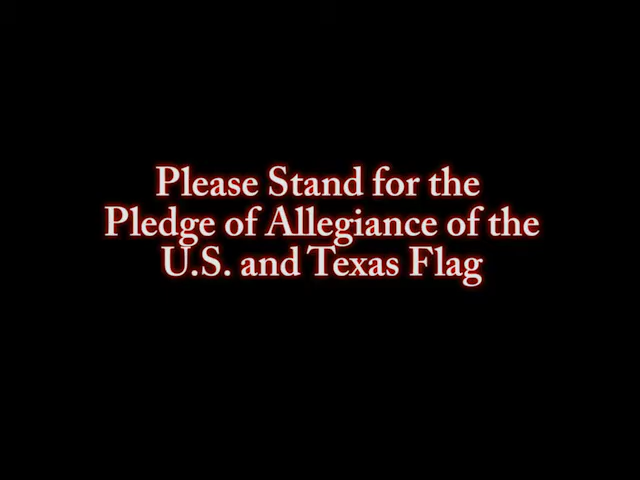 Please Stand for the
Pledge of Allegiance of the
U.S. and Texas Flag